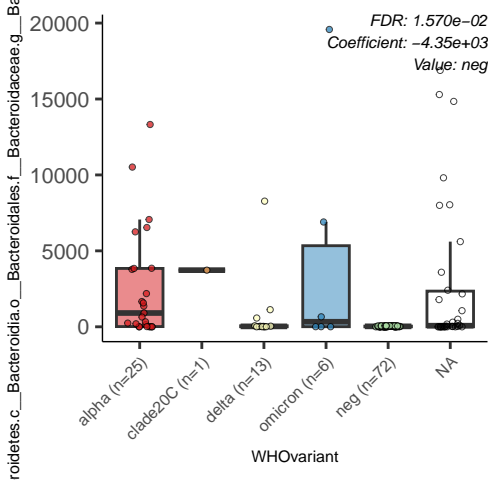 roidetes.c__Bacteroidia.o__Bacteroidales.f__Bacteroidaceae.g__Ba
20000
15000
10000
5000
0
FDR: 1.570e−02
Coefficient: −4.35e+03
Value: neg
alpha (n=25)
clade20C (n=1)
delta (n=13)
omicron (n=6)
neg (n=72)
NA
WHOvariant